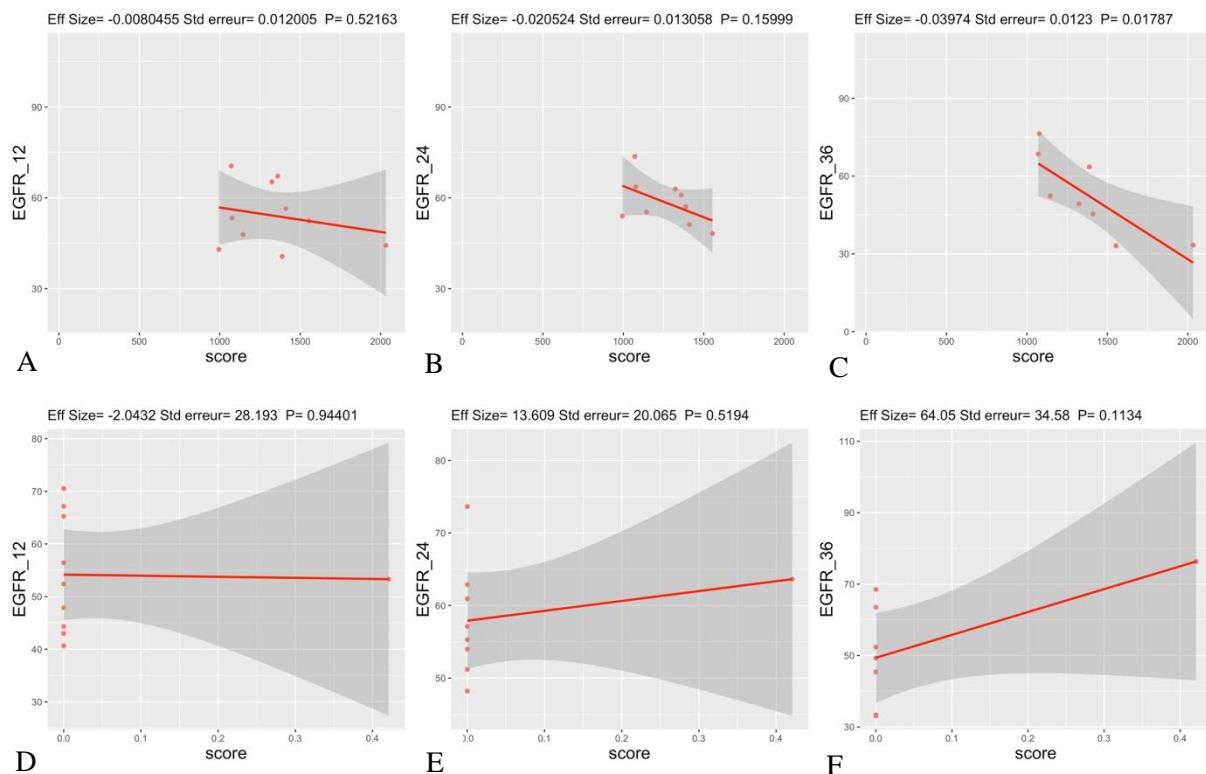 Eff Size= -0.0080455 Std erreur= 0.012005 P= 0.52163
EGFR_12
90
60
30
0
500
1000
1500
2000
score
A
Eff Size= -0.020524 Std erreur= 0.013058 P= 0.15999
EGFR_24
90
60
30
0
500
1000
1500
2000
score
B
Eff Size= -0.03974 Std erreur= 0.0123 P= 0.01787
EGFR_36
90
60
30
0
0
500
1000
1500
2000
score
C
Eff Size= -2.0432 Std erreur= 28.193 P= 0.94401
EGFR_12
80
70
60
50
40
30
0.0
0.1
0.2
0.3
0.4
score
D
Eff Size= 13.609 Std erreur= 20.065 P= 0.5194
EGFR_24
80
70
60
50
0.0
0.1
0.2
0.3
0.4
score
E
Eff Size= 64.05 Std erreur= 34.58 P= 0.1134
EGFR_36
110
90
70
50
30
0.0
0.1
0.2
0.3
0.4
score
F